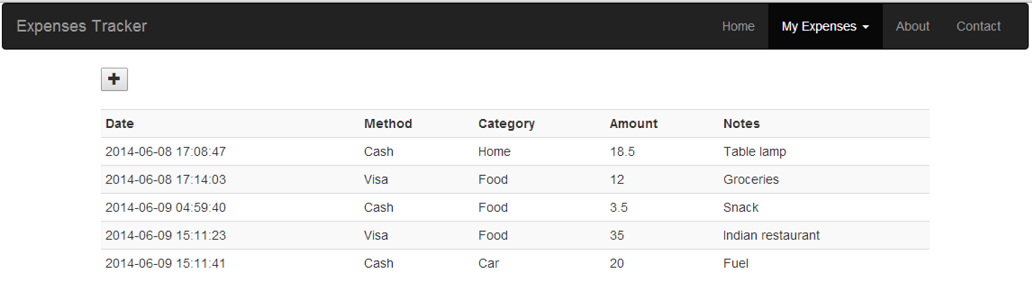 Expenses Tracker Home My Expenses About Contact
Date Method Category Amount Notes
2014-06-08 17:08:47 Cash Home 18.5 Table lamp
2014-06-08 17:14:03 Visa Food 12 Groceries
2014-06-09 04:59:40 Cash Food 3.5 Snack
2014-06-09 15:11:23 Visa Food 35 Indian restaurant
2014-06-09 15:11:41 Cash Car 20 Fuel